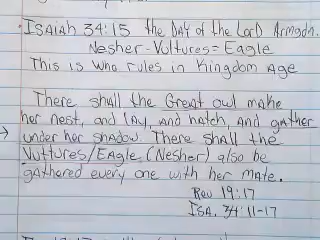 Isaiah 34:15 the Day of the Lord Armgdn.
Nesher-Vultures = Eagle
This is who rules in Kingdom Age
There shall the Great owl make
her nest, and lay, and hatch, and gather
under her shadow. There shall the
Vultures/Eagle (Nesher) also be
gathered every one with her mate.
Rev 19:17
Isa. 34:11-17